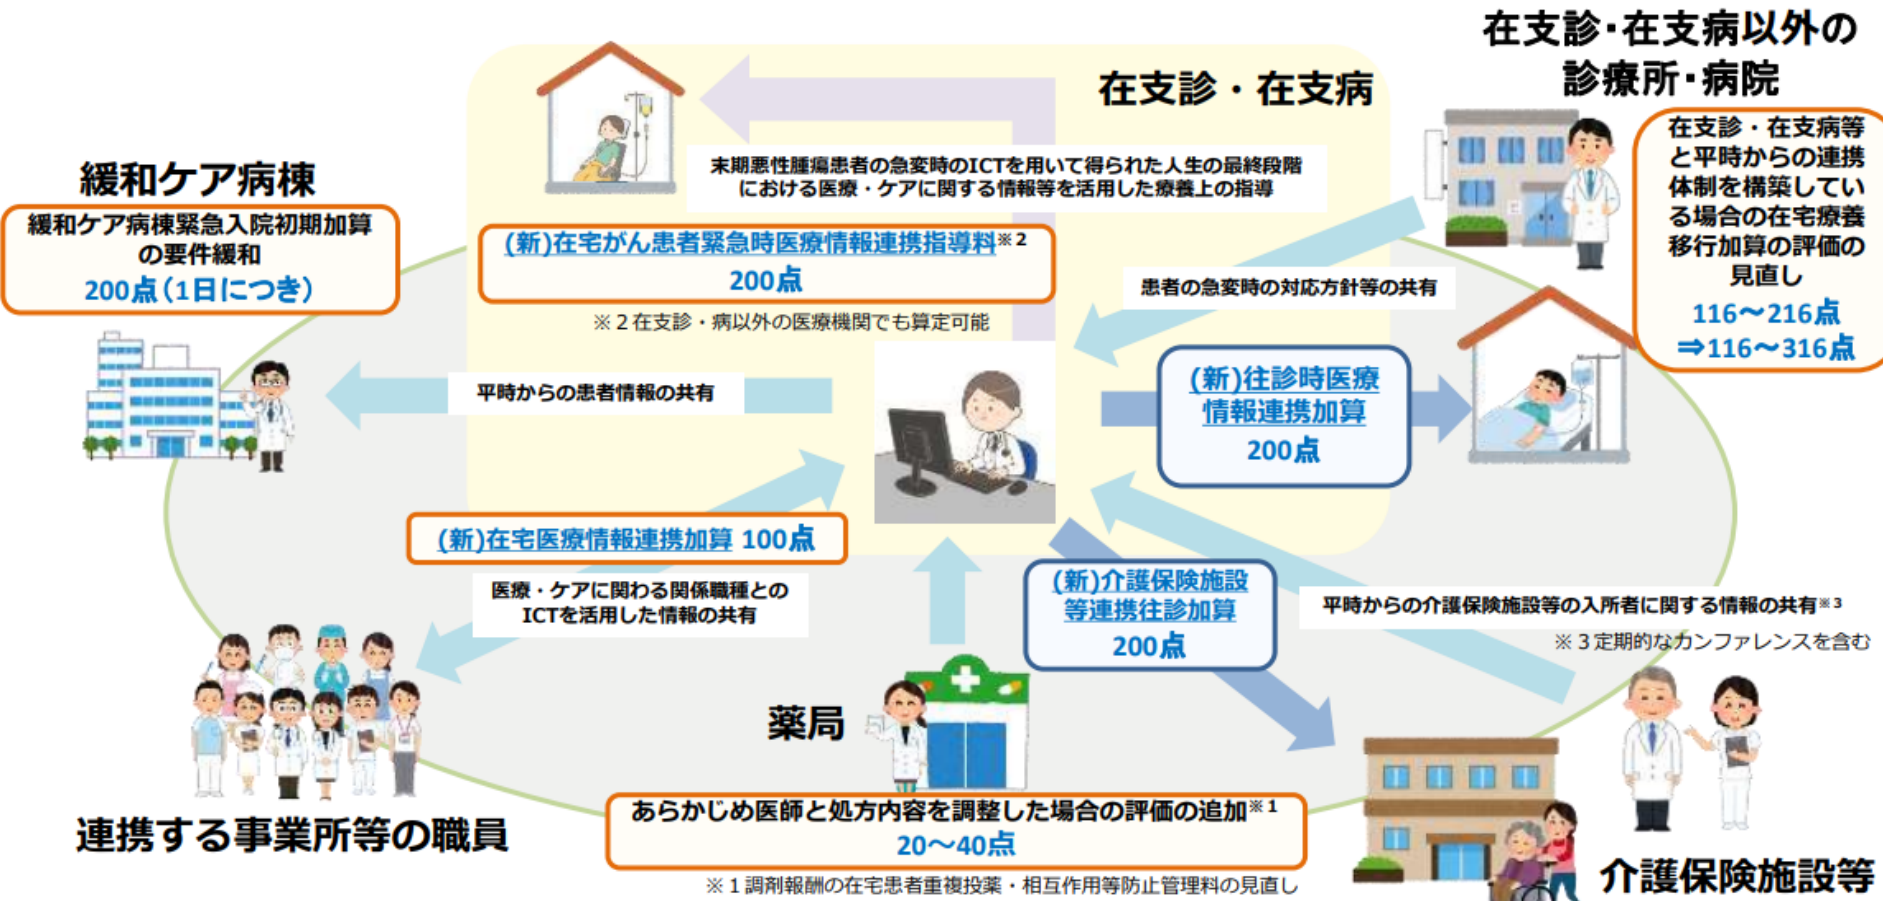 在支診・在支病以外の
診療所・病院
在支診・在支病等
と平時からの連携
体制を構築してい
る場合の在宅療養
移行加算の評価の
見直し
116～216点
⇒116～316点
在支診・在支病
末期悪性腫瘍患者の急変時のICTを用いて得られた人生の最終段階
における医療・ケアに関する情報等を活用した療養上の指導
(新)在宅がん患者緊急時医療情報連携指導料※2
200点
※2在支診・病以外の医療機関でも算定可能
緩和ケア病棟
緩和ケア病棟緊急入院初期加算
の要件緩和
200点（1日につき）
患者の急変時の対応方針等の共有
平時からの患者情報の共有
(新)往診時医療
情報連携加算
200点
(新)在宅医療情報連携加算 100点
医療・ケアに関わる関係職種との
ICTを活用した情報の共有
(新)介護保険施設
等連携往診加算
200点
平時からの介護保険施設等の入所者に関する情報の共有※3
※3定期的なカンファレンスを含む
薬局
あらかじめ医師と処方内容を調整した場合の評価の追加※1
20～40点
※1調剤報酬の在宅患者重複投薬・相互作用等防止管理料の見直し
連携する事業所等の職員
介護保険施設等